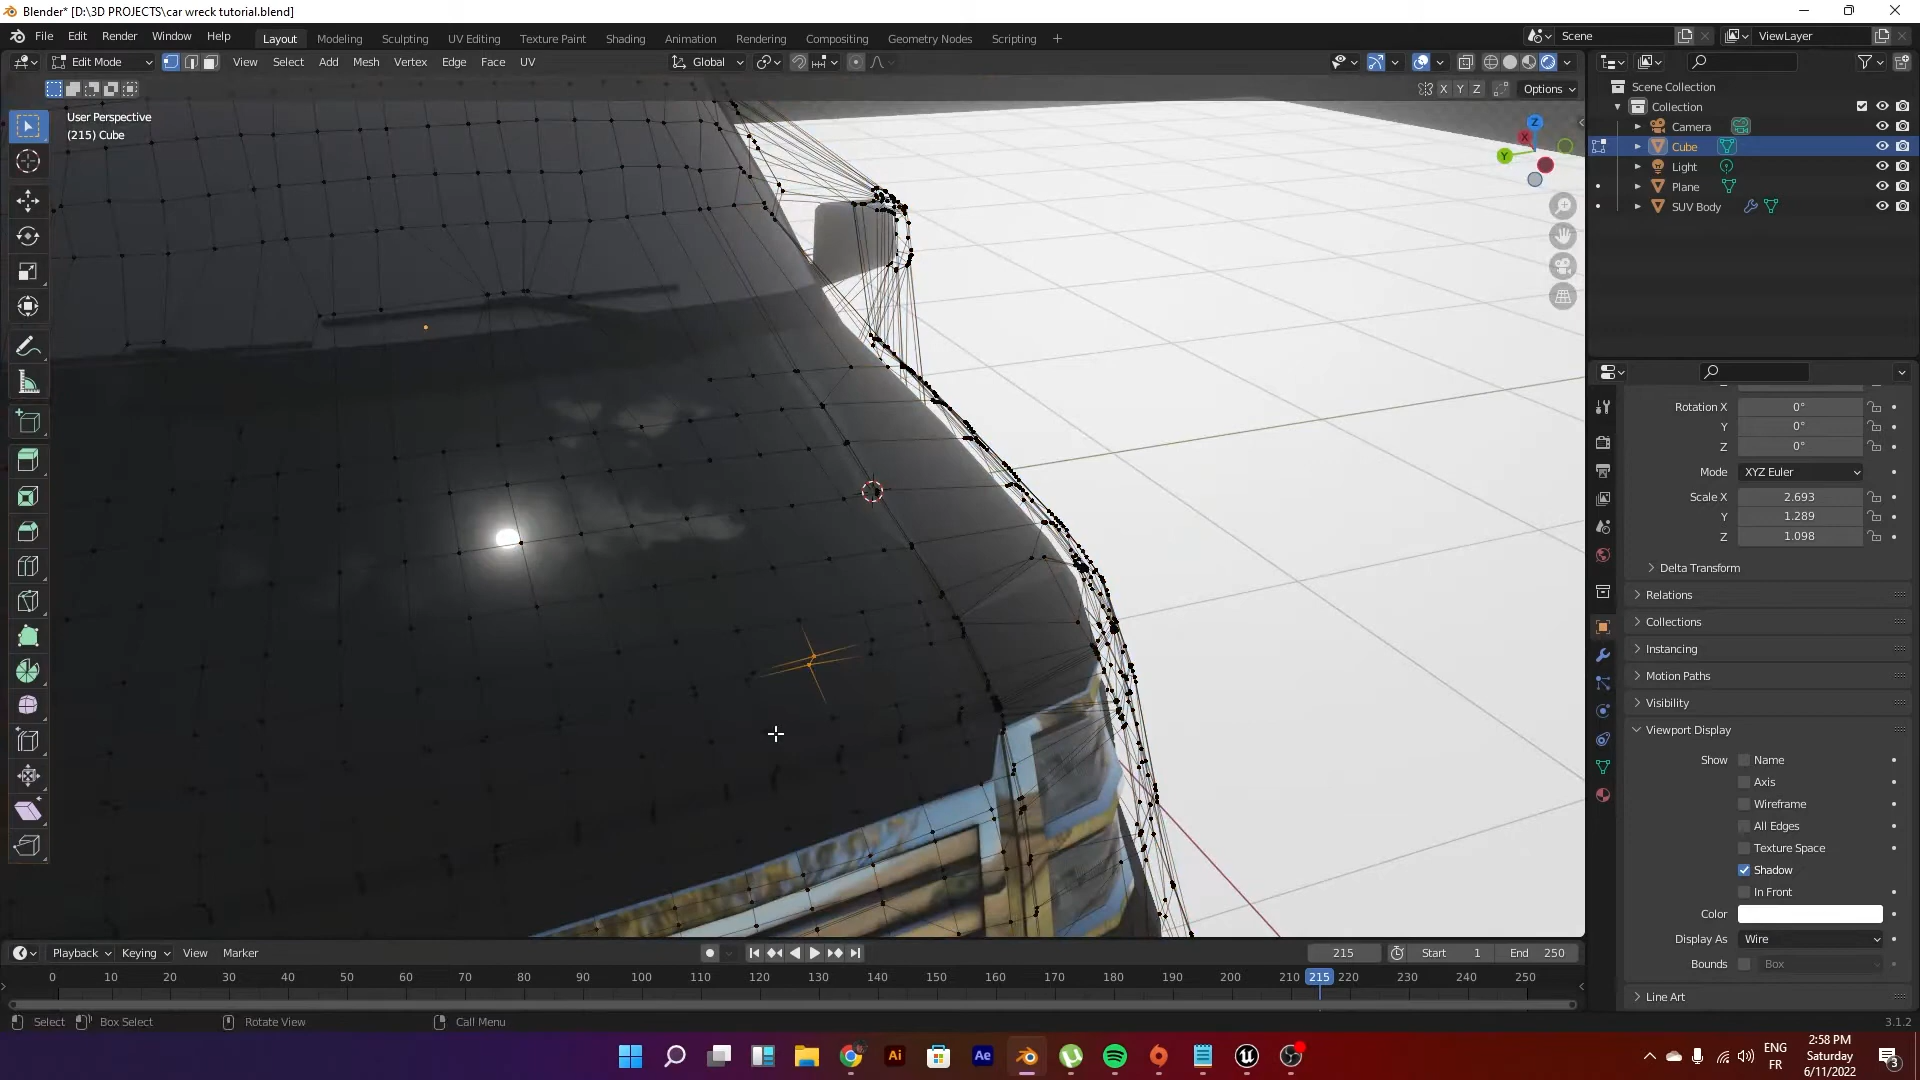 Blender* [D:\3D PROJECTS\car wreck tutorial.blend]
File Edit Render Window Help Layout Modeling Sculpting UV Editing Texture Paint Shading Animation Rendering Compositing Geometry Nodes Scripting + Scene ViewLayer
Edit Mode View Select Add Mesh Vertex Edge Face UV Global
X Y Z Options
User Perspective
(215) Cube
Z
X
Y
Scene Collection
Collection
Camera
Cube
Light
Plane
SUV Body
Rotation X 0°
Y 0°
Z 0°
Mode XYZ Euler
Scale X 2.693
Y 1.289
Z 1.098
Delta Transform
Relations
Collections
Instancing
Motion Paths
Visibility
Viewport Display
Show Name
Axis
Wireframe
All Edges
Texture Space
Shadow
In Front
Color
Display As Wire
Bounds Box
Line Art
Playback Keying View Marker 215 Start 1 End 250
0 10 20 30 40 50 60 70 80 90 100 110 120 130 140 150 160 170 180 190 200 210 215 220 230 240 250
Select Box Select Rotate View Call Menu 3.1.2
Ai Ae
ENG
FR
2:58 PM
Saturday
6/11/2022
3